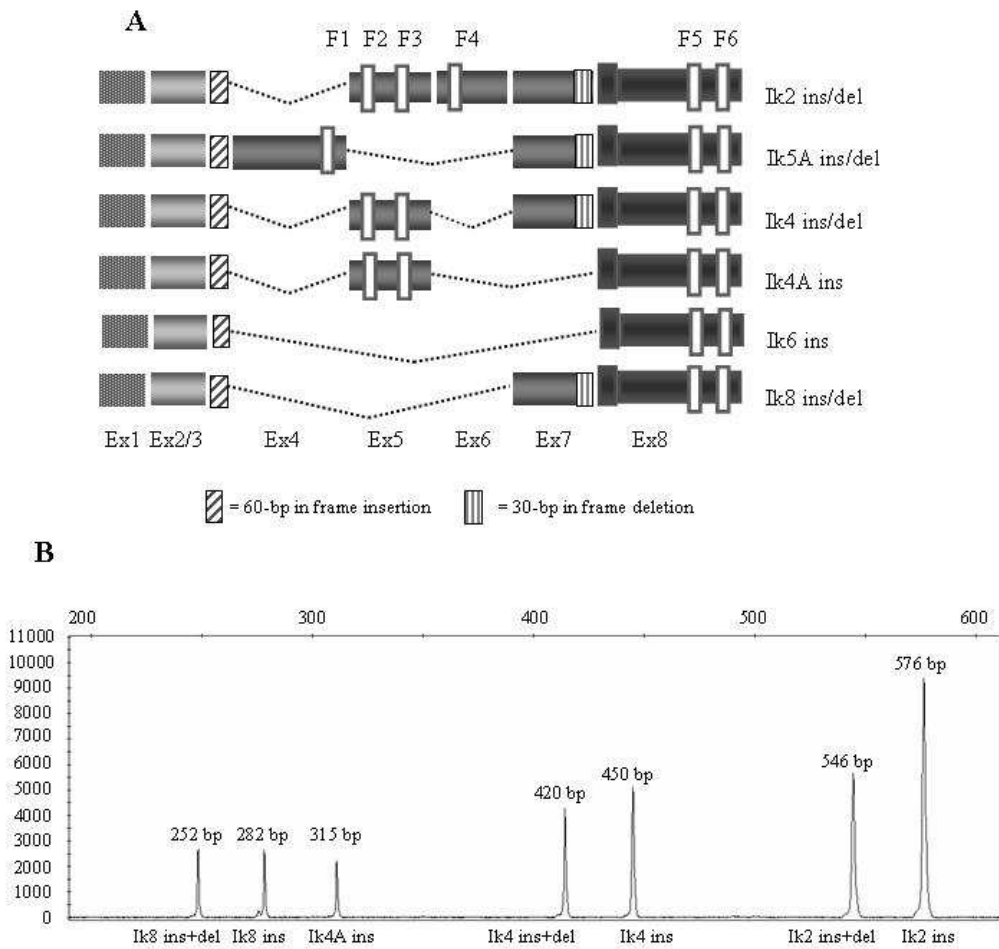 A
F1 F2 F3 F4 F5 F6
Ik2 ins/del
Ik5A ins/del
Ik4 ins/del
Ik4A ins
Ik6 ins
Ik8 ins/del
Ex1 Ex2/3 Ex4 Ex5 Ex6 Ex7 Ex8
= 60-bp in frame insertion = 30-bp in frame deletion
B
200 300 400 500 600
11000
10000
9000
8000
7000
6000
5000
4000
3000
2000
1000
0
252 bp 282 bp 315 bp 420 bp 450 bp 546 bp 576 bp
Ik8 ins+del Ik8 ins Ik4A ins Ik4 ins+del Ik4 ins Ik2 ins+del Ik2 ins